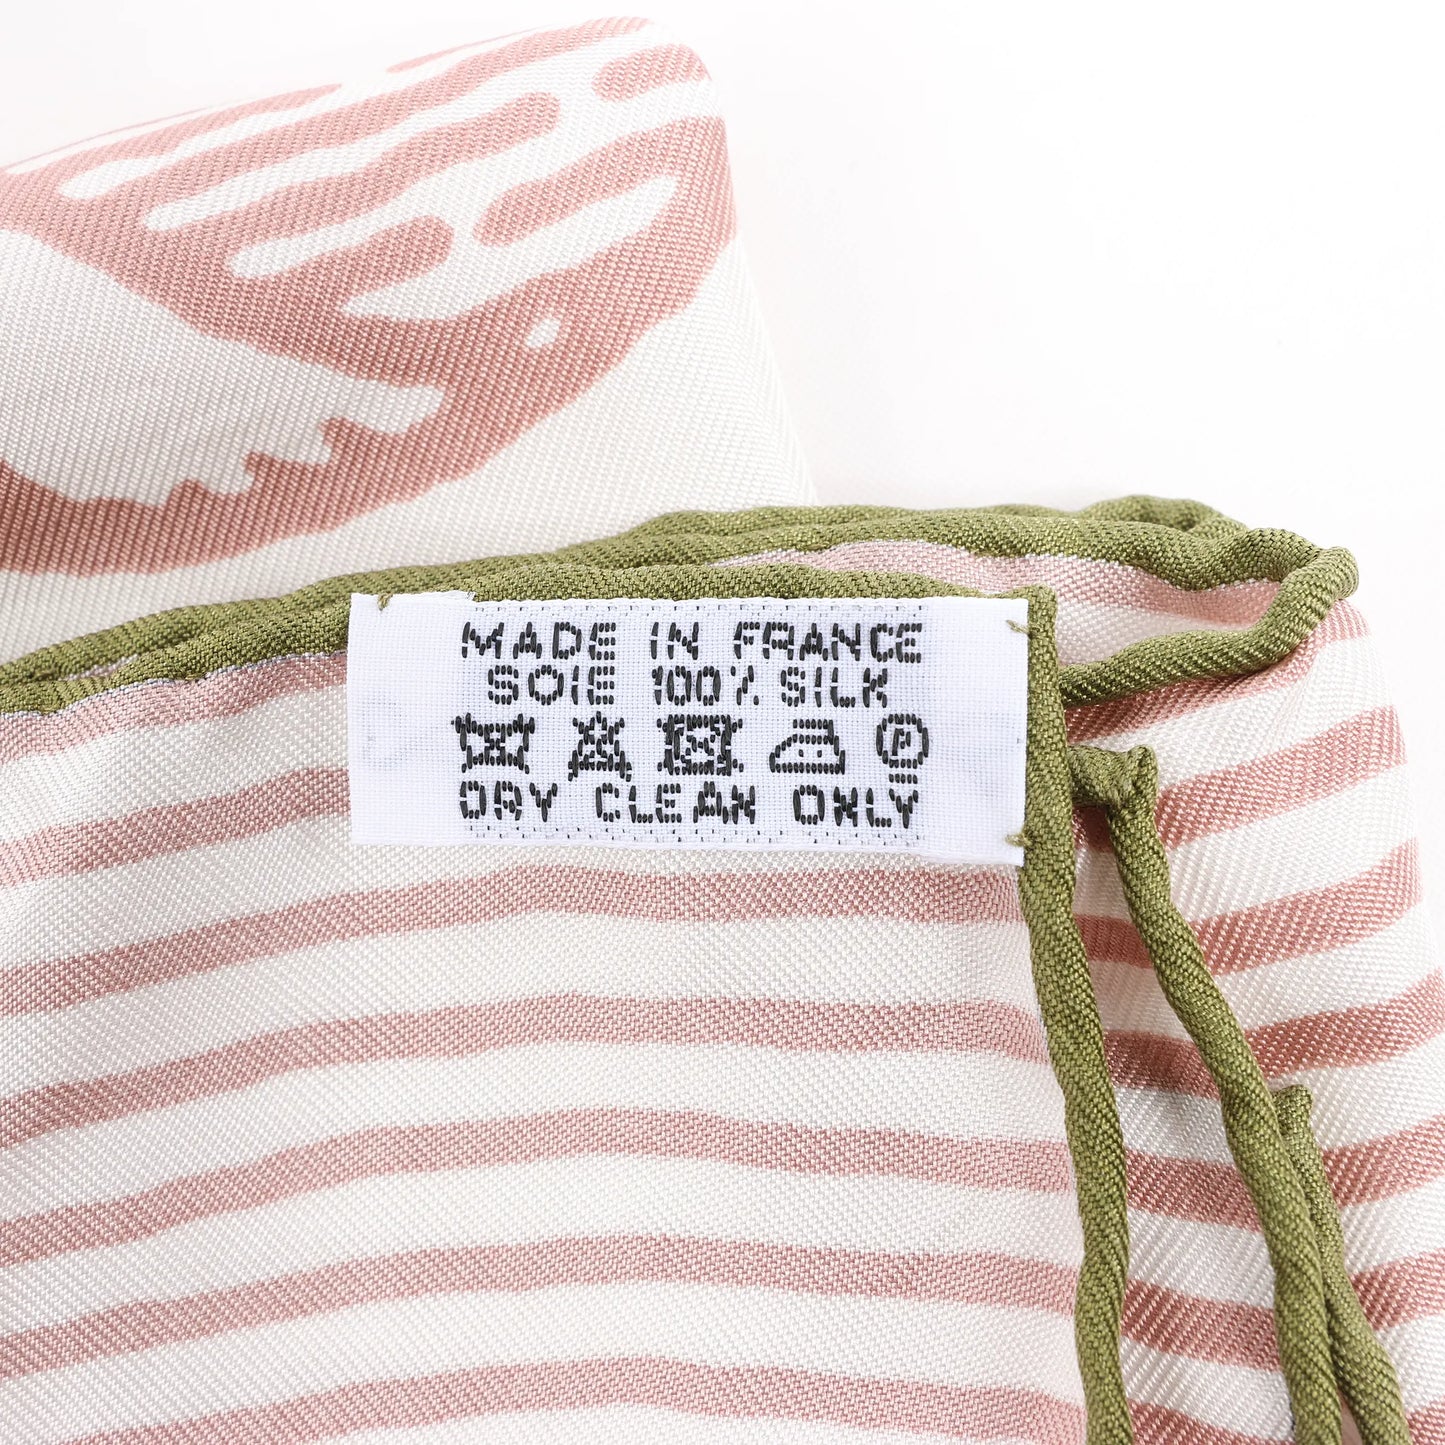 MADE IN FRANCE
SOIE 100% SILK
P
DRY CLEAN ONLY